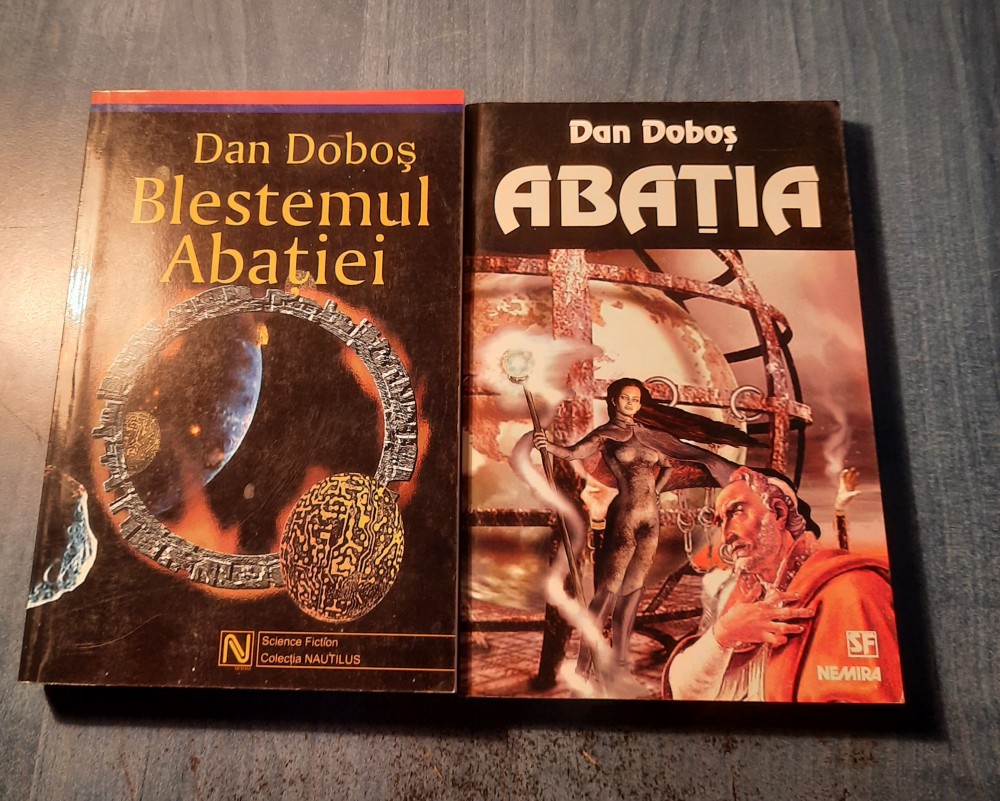 Dan Doboş
Blestemul
Abaţiei
N
Science Fiction
Colecţia NAUTILUS
Dan Doboş
ABAŢIA
SF
NEMIRA